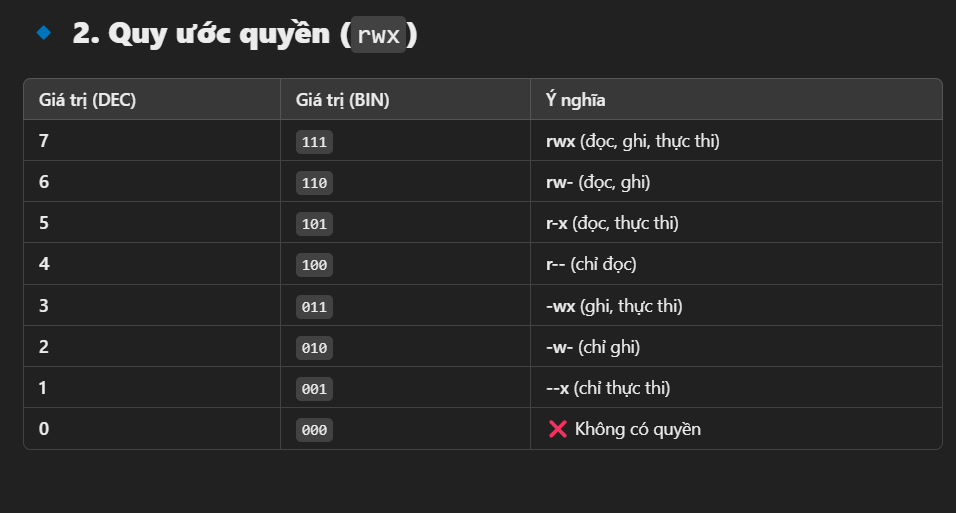 2. Quy ước quyền (rwx)
Giá trị (DEC) Giá trị (BIN) Ý nghĩa
7 111 rwx (đọc, ghi, thực thi)
6 110 rw- (đọc, ghi)
5 101 r-x (đọc, thực thi)
4 100 r-- (chỉ đọc)
3 011 -wx (ghi, thực thi)
2 010 -w- (chỉ ghi)
1 001 --x (chỉ thực thi)
0 000 ❌ Không có quyền